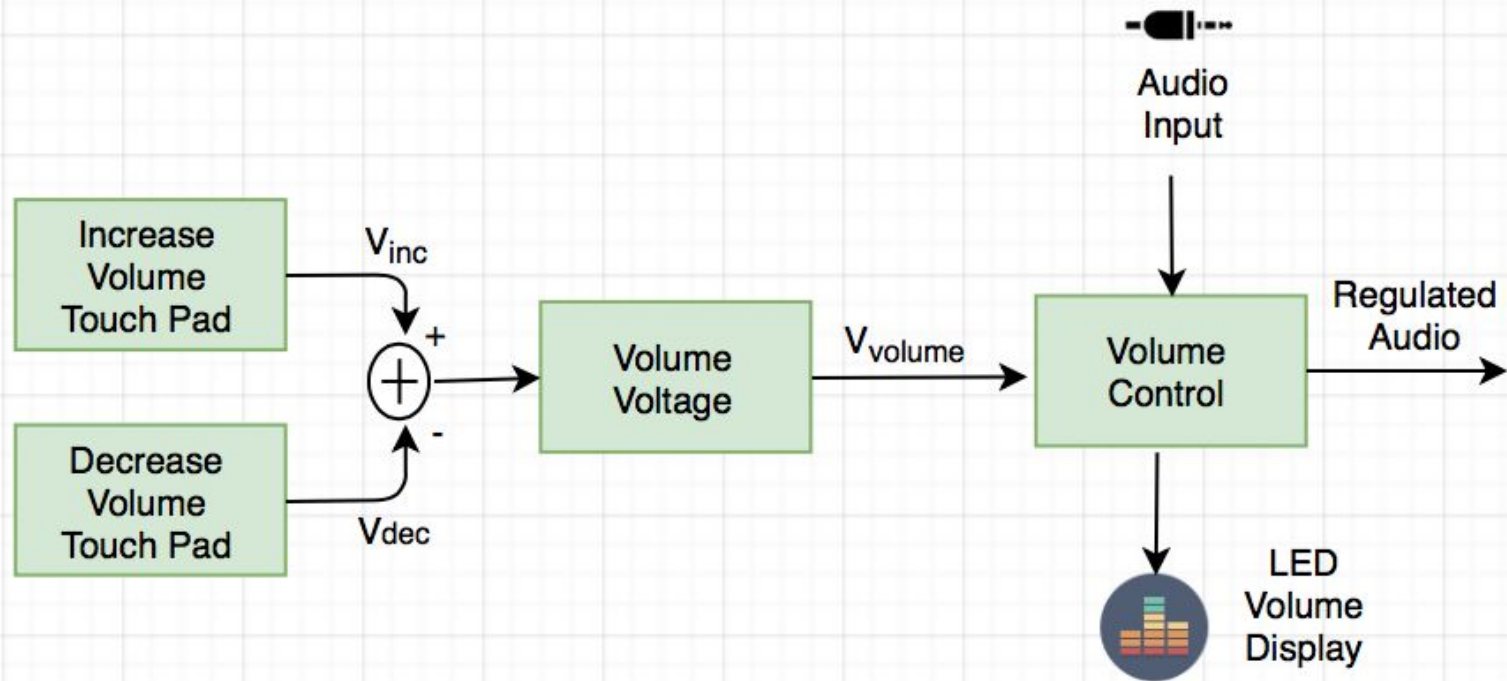 Audio
Input
Increase
Volume
Touch Pad
Vinc
+
Volume
Voltage
Vvolume
Volume
Control
Regulated
Audio
-
Decrease
Volume
Touch Pad
Vdec
LED
Volume
Display